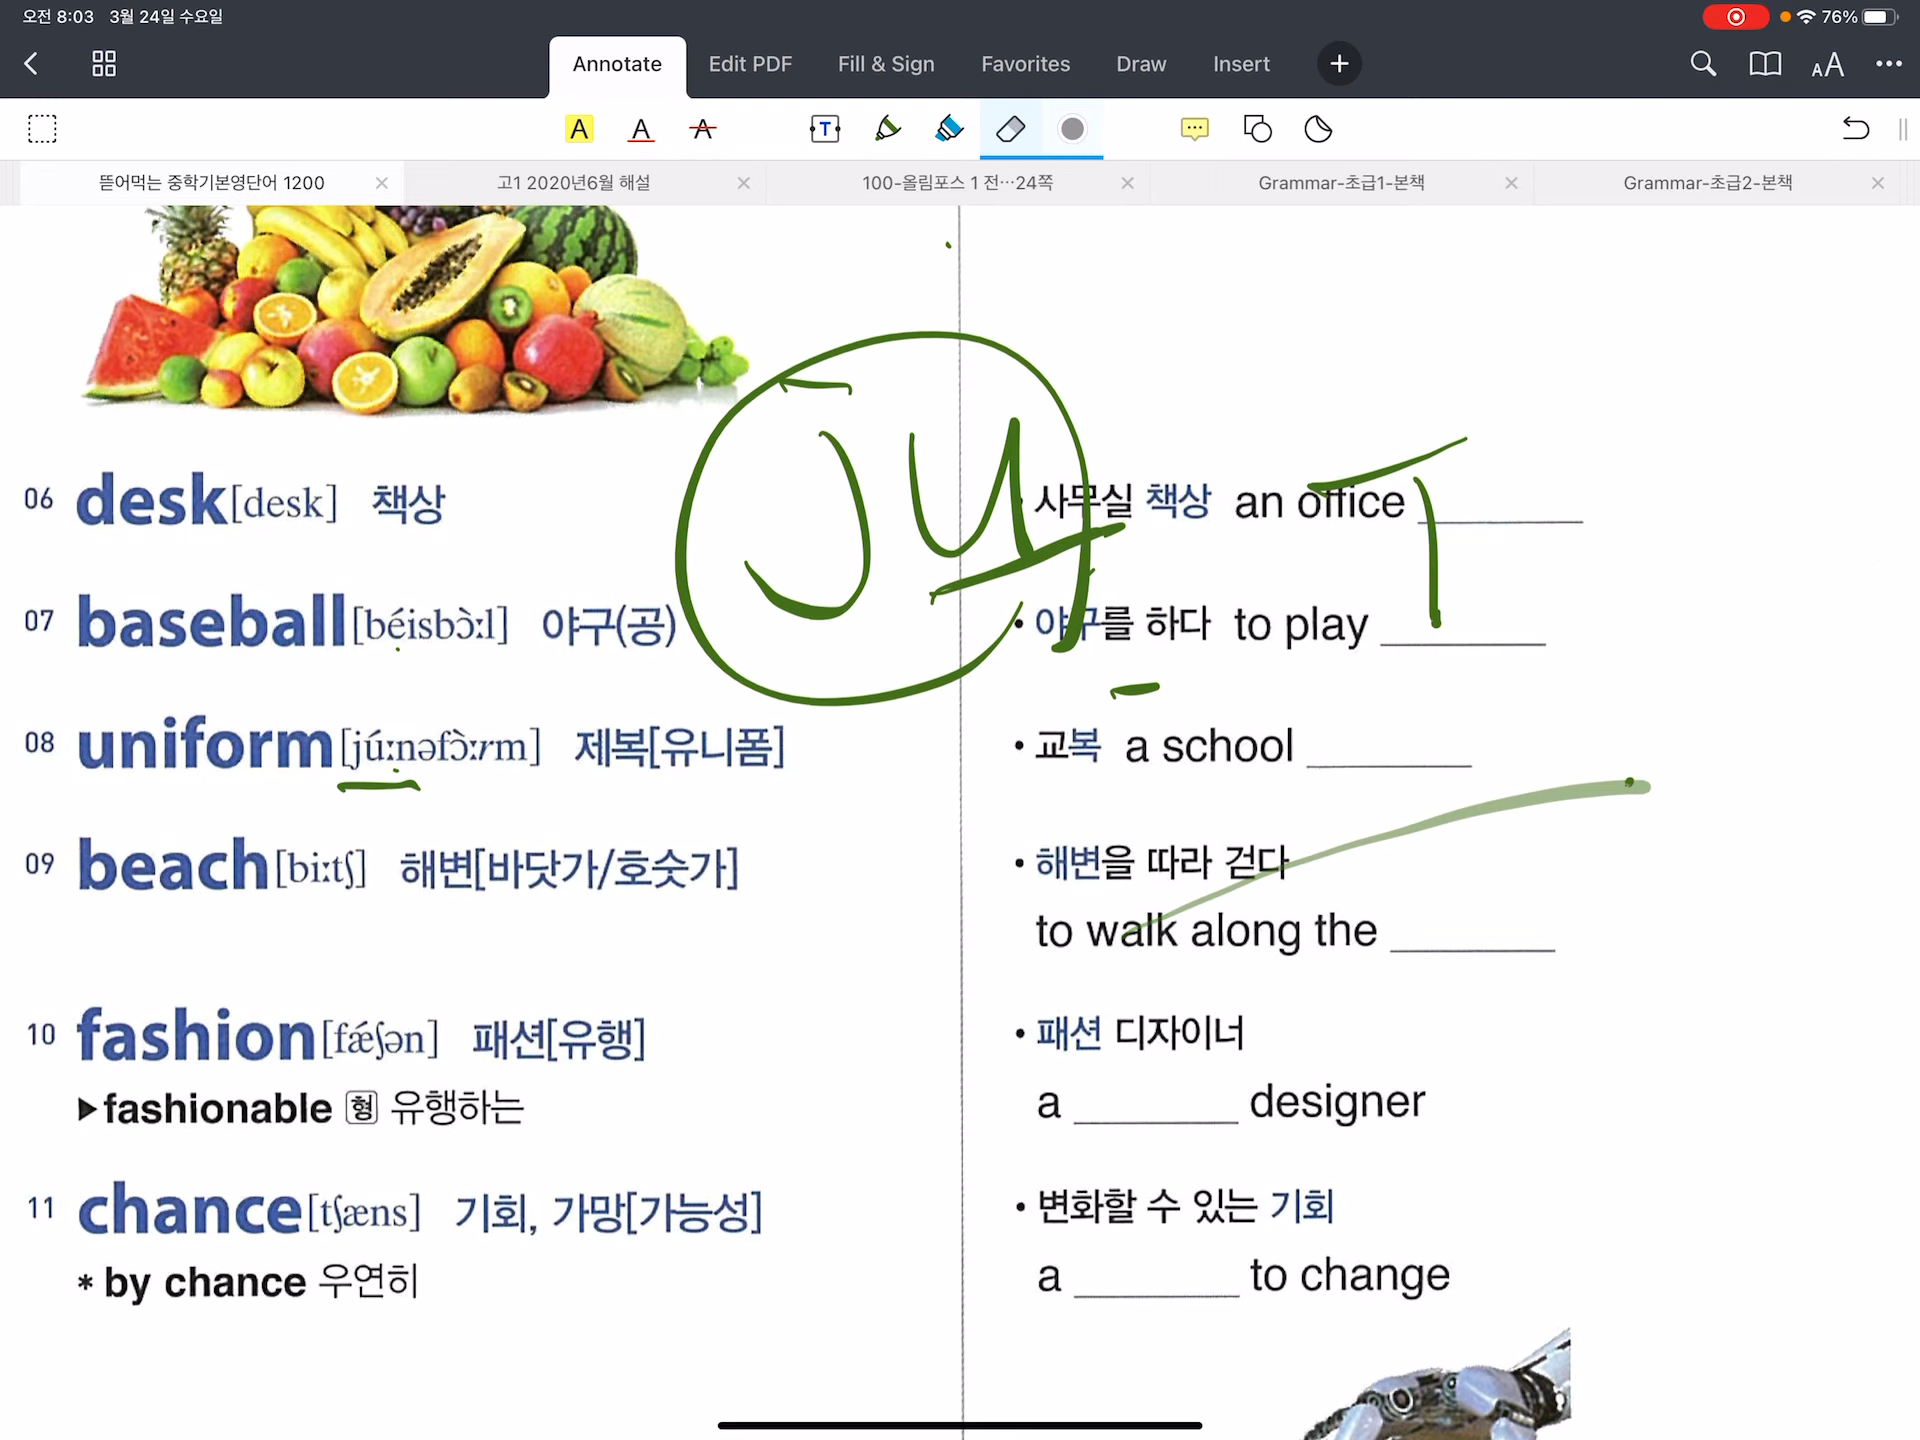 오전 8:03 3월 24일 수요일 76%
Annotate Edit PDF Fill & Sign Favorites Draw Insert
뜯어먹는 중학기본영단어 1200 고1 2020년6월 해설 100-올림포스 1 전…24쪽 Grammar-초급1-본책 Grammar-초급2-본책
06 desk[desk] 책상
07 baseball[béisbɔ̀ːl] 야구(공)
08 uniform[júːnəfɔ̀ːrm] 제복[유니폼]
09 beach[biːtʃ] 해변[바닷가/호숫가]
10 fashion[fǽʃən] 패션[유행]
▶fashionable 형 유행하는
11 chance[tʃæns] 기회, 가망[가능성]
* by chance 우연히
• 사무실 책상 an office ________
• 야구를 하다 to play ________
• 교복 a school ________
• 해변을 따라 걷다
to walk along the ________
• 패션 디자이너
a ________ designer
• 변화할 수 있는 기회
a ________ to change